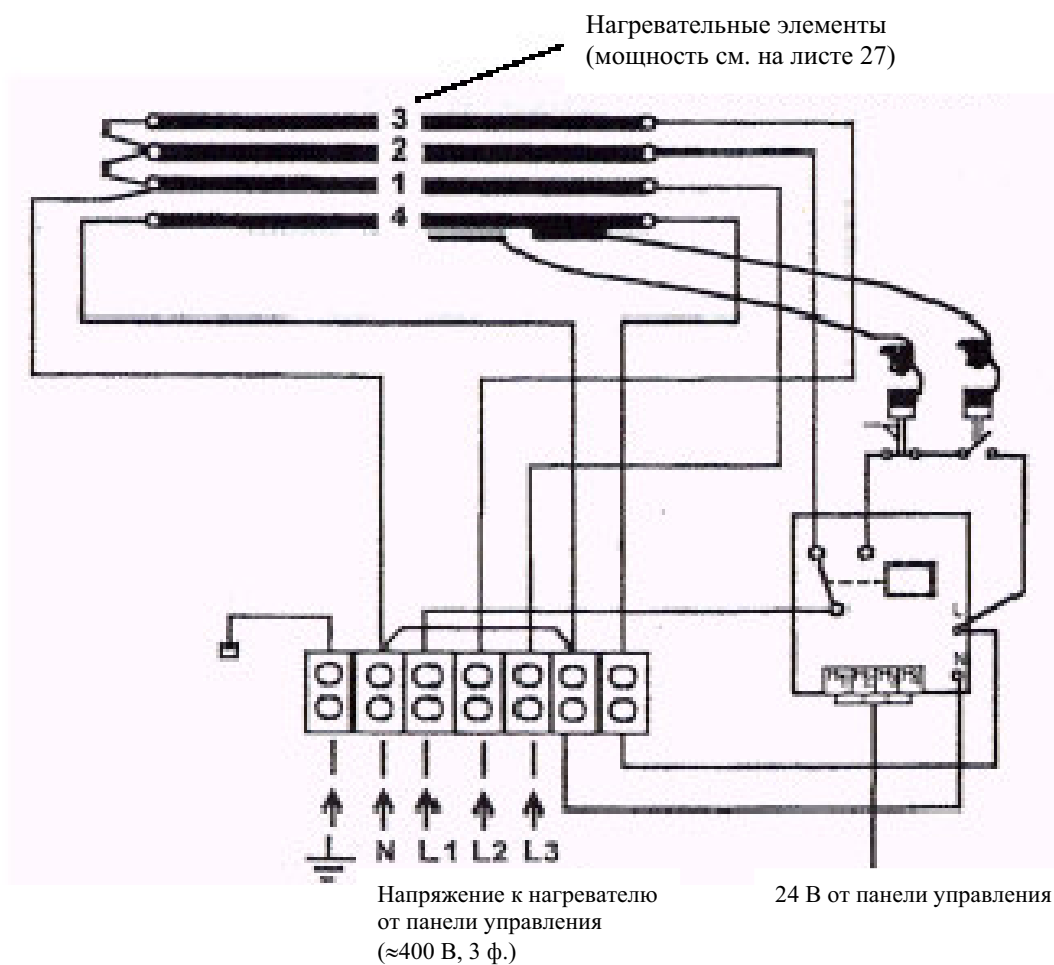 Нагревательные элементы
(мощность см. на листе 27)
3
2
1
4
L
N
N L1 L2 L3
Напряжение к нагревателю
от панели управления
(≈400 В, 3 ф.)
24 В от панели управления